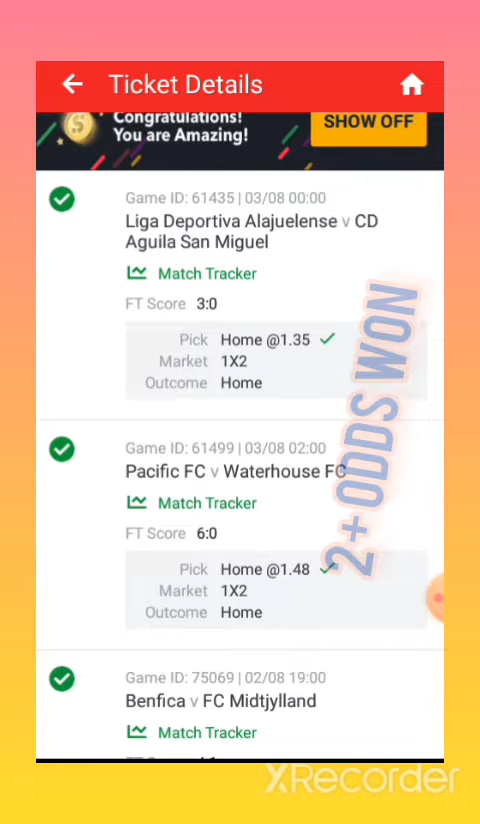 Ticket Details
Congratulations!
You are Amazing!
SHOW OFF
Game ID: 61435 | 03/08 00:00
Liga Deportiva Alajuelense v CD
Aguila San Miguel
Match Tracker
FT Score 3:0
Pick Home @1.35
Market 1X2
Outcome Home
Game ID: 61499 | 03/08 02:00
Pacific FC v Waterhouse FC
Match Tracker
FT Score 6:0
Pick Home @1.48
Market 1X2
Outcome Home
2+ ODDS WON
Game ID: 75069 | 02/08 19:00
Benfica v FC Midtjylland
Match Tracker
XRecorder